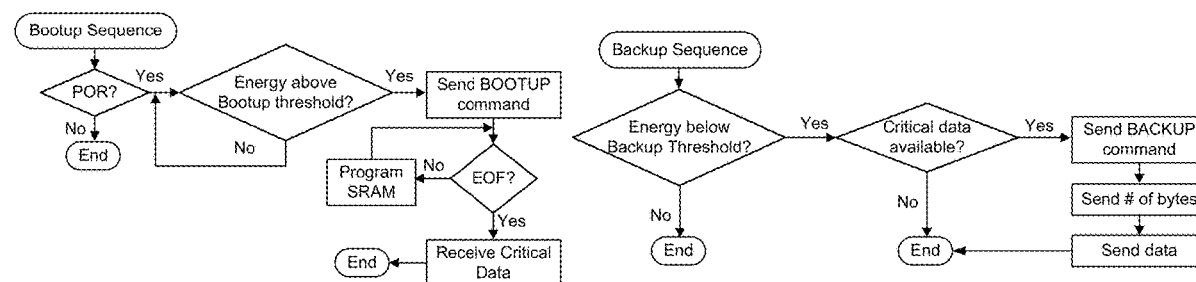 Bootup Sequence
POR?
Yes
No
End
Energy above
Bootup threshold?
Yes
No
Send BOOTUP
command
Program
SRAM
No
EOF?
Yes
Receive Critical
Data
End
Backup Sequence
Energy below
Backup Threshold?
Yes
No
End
Critical data
available?
Yes
No
End
Send BACKUP
command
Send # of bytes
Send data